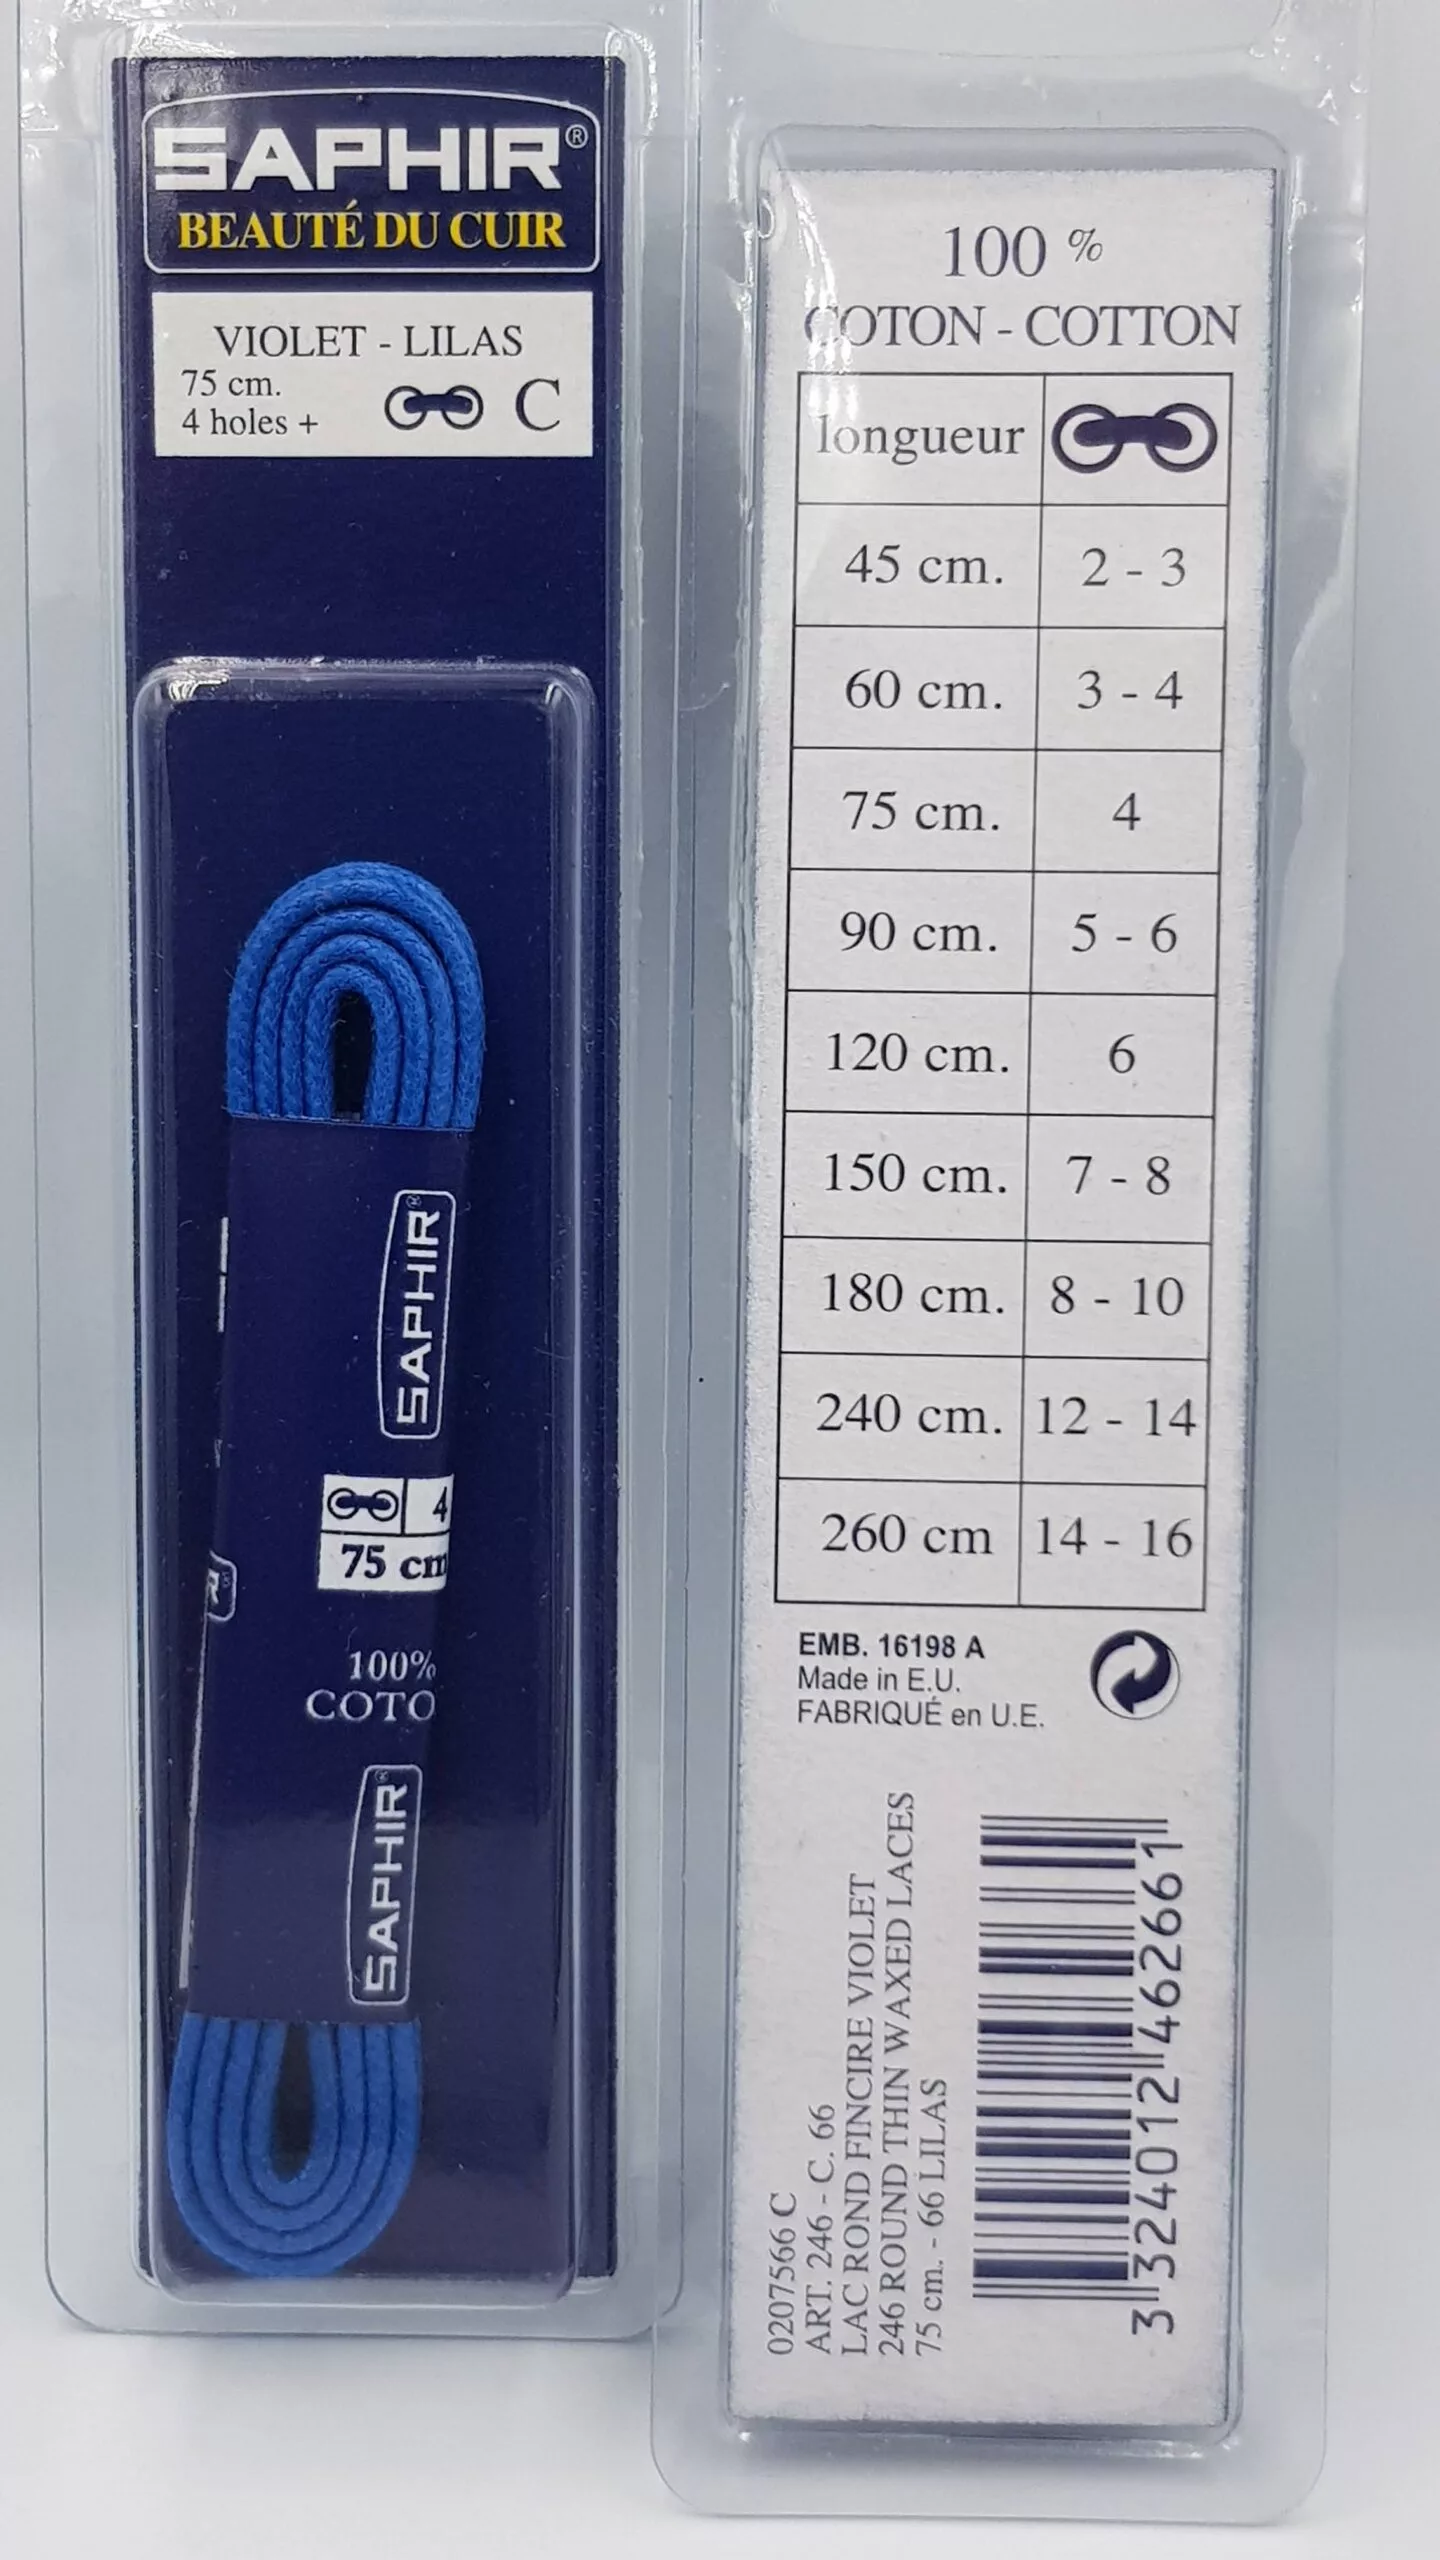 SAPHIR®
BEAUTÉ DU CUIR
VIOLET - LILAS
75 cm.
4 holes +
C
SAPHIR®
4
75 cm
100%
COTO
SAPHIR®
100 %
COTON - COTTON
longueur
45 cm. 2 - 3
60 cm. 3 - 4
75 cm. 4
90 cm. 5 - 6
120 cm. 6
150 cm. 7 - 8
180 cm. 8 - 10
240 cm. 12 - 14
260 cm 14 - 16
EMB. 16198 A
Made in E.U.
FABRIQUÉ en U.E.
0207566 C
ART. 246 - C. 66
LAC ROND FINCIRE VIOLET
246 ROUND THIN WAXED LACES
75 cm. - 66 LILAS
3 324012 462661